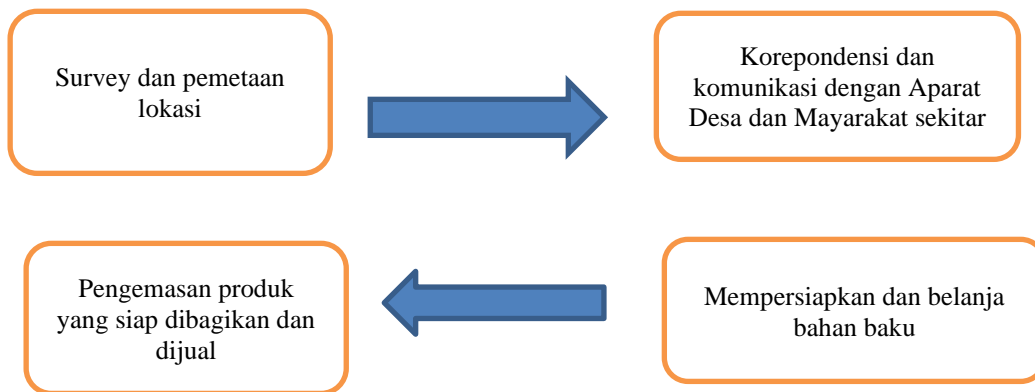 Survey dan pemetaan
lokasi
Korepondensi dan
komunikasi dengan Aparat
Desa dan Mayarakat sekitar
Mempersiapkan dan belanja
bahan baku
Pengemasan produk
yang siap dibagikan dan
dijual